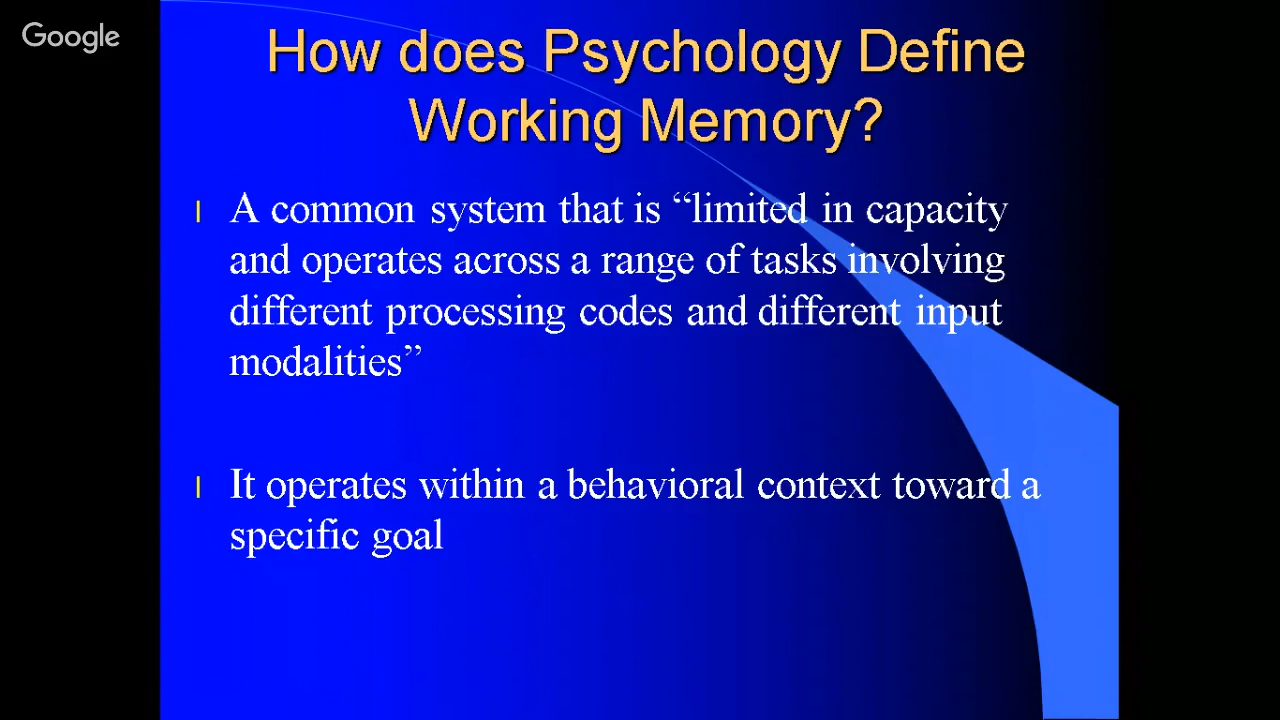 Google
How does Psychology Define
Working Memory?
A common system that is “limited in capacity
and operates across a range of tasks involving
different processing codes and different input
modalities”
It operates within a behavioral context toward a
specific goal